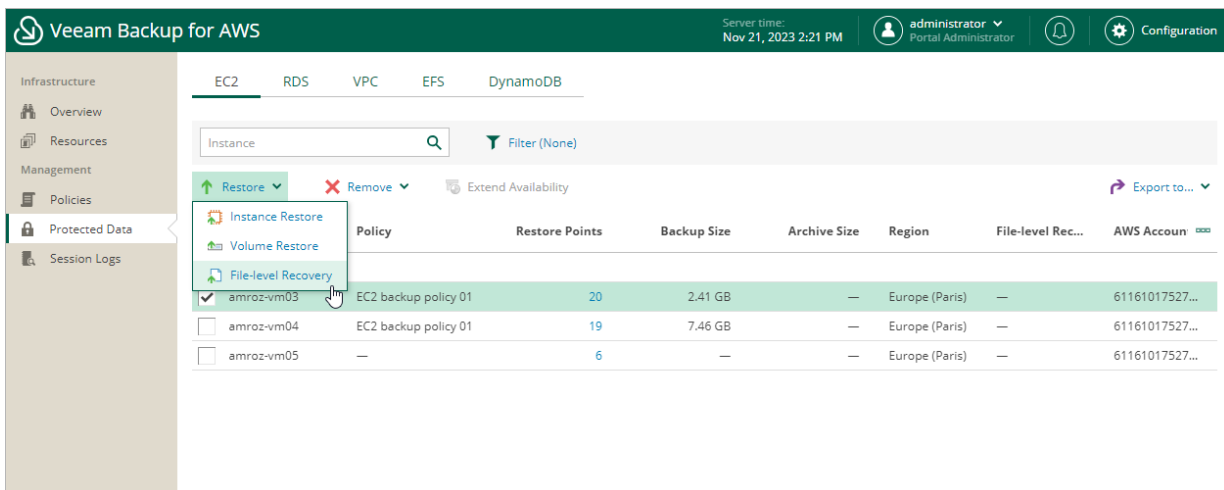 Veeam Backup for AWS
Server time:
Nov 21, 2023 2:21 PM
administrator
Portal Administrator
Configuration
Infrastructure
Overview
Resources
Management
Policies
Protected Data
Session Logs
EC2 RDS VPC EFS DynamoDB
Instance
Filter (None)
Restore Remove Extend Availability Export to...
Instance Restore
Volume Restore
File-level Recovery
Policy Restore Points Backup Size Archive Size Region File-level Rec... AWS Accoun
amroz-vm03 EC2 backup policy 01 20 2.41 GB — Europe (Paris) — 61161017527...
amroz-vm04 EC2 backup policy 01 19 7.46 GB — Europe (Paris) — 61161017527...
amroz-vm05 — 6 — — Europe (Paris) — 61161017527...